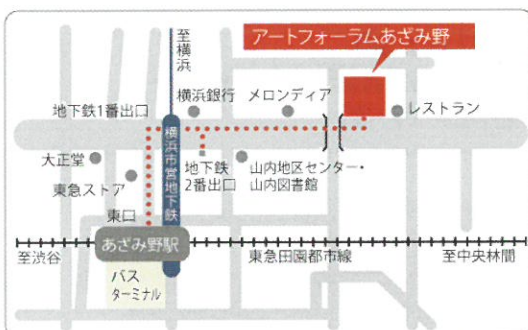 至横浜
アートフォーラムあざみ野
地下鉄1番出口
横浜銀行
メロンディア
レストラン
横浜市営地下鉄
大正堂
東急ストア
地下鉄
2番出口
山内地区センター・
山内図書館
東口
あざみ野駅
至渋谷
東急田園都市線
至中央林間
バス
ターミナル